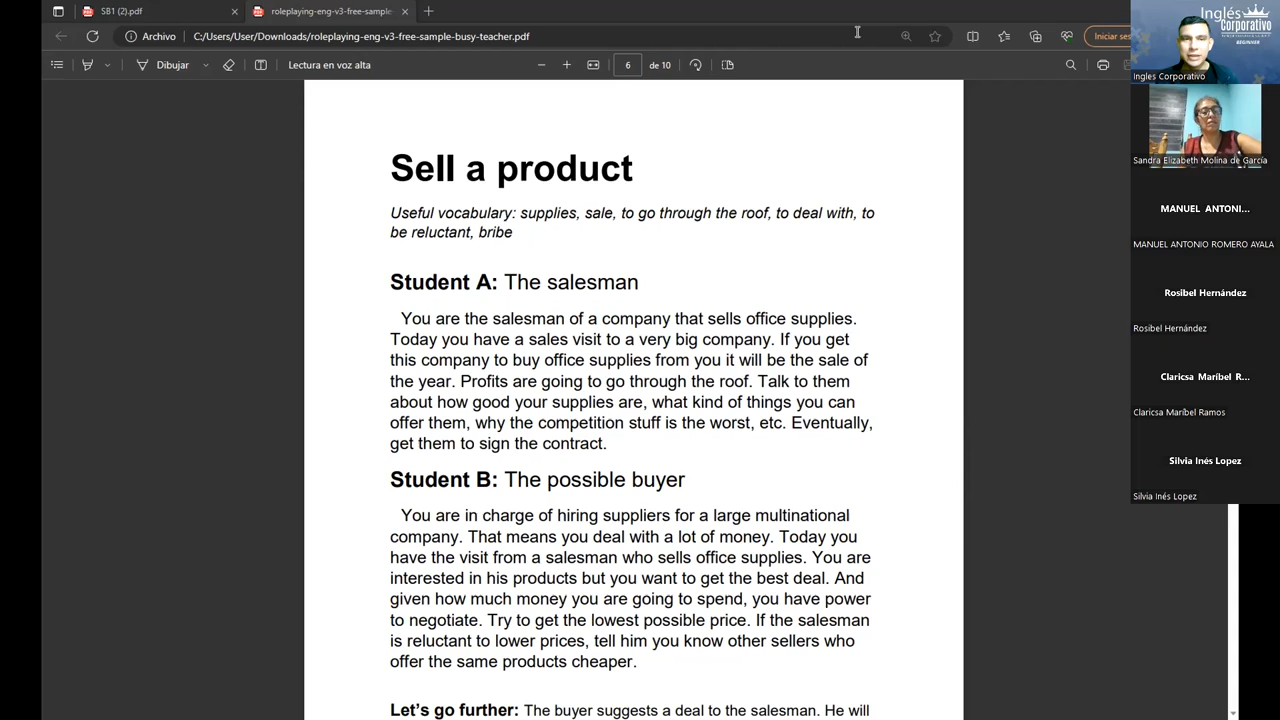 SB1 (2).pdf
roleplaying-eng-v3-free-sample
Archivo
C:/Users/User/Downloads/roleplaying-eng-v3-free-sample-busy-teacher.pdf
Iniciar ses
Dibujar
Lectura en voz alta
6
de 10
Sell a product
Useful vocabulary: supplies, sale, to go through the roof, to deal with, to
be reluctant, bribe
Student A: The salesman
You are the salesman of a company that sells office supplies.
Today you have a sales visit to a very big company. If you get
this company to buy office supplies from you it will be the sale of
the year. Profits are going to go through the roof. Talk to them
about how good your supplies are, what kind of things you can
offer them, why the competition stuff is the worst, etc. Eventually,
get them to sign the contract.
Student B: The possible buyer
You are in charge of hiring suppliers for a large multinational
company. That means you deal with a lot of money. Today you
have the visit from a salesman who sells office supplies. You are
interested in his products but you want to get the best deal. And
given how much money you are going to spend, you have power
to negotiate. Try to get the lowest possible price. If the salesman
is reluctant to lower prices, tell him you know other sellers who
offer the same products cheaper.
Let's go further: The buyer suggests a deal to the salesman. He will
Inglés
Corporativo
BEGINNER
Ingles Corporativo
Sandra Elizabeth Molina de García
MANUEL ANTONI...
MANUEL ANTONIO ROMERO AYALA
Rosibel Hernández
Rosibel Hernández
Claricsa Maríbel R...
Claricsa Maríbel Ramos
Silvia Inés Lopez
Silvia Inés Lopez